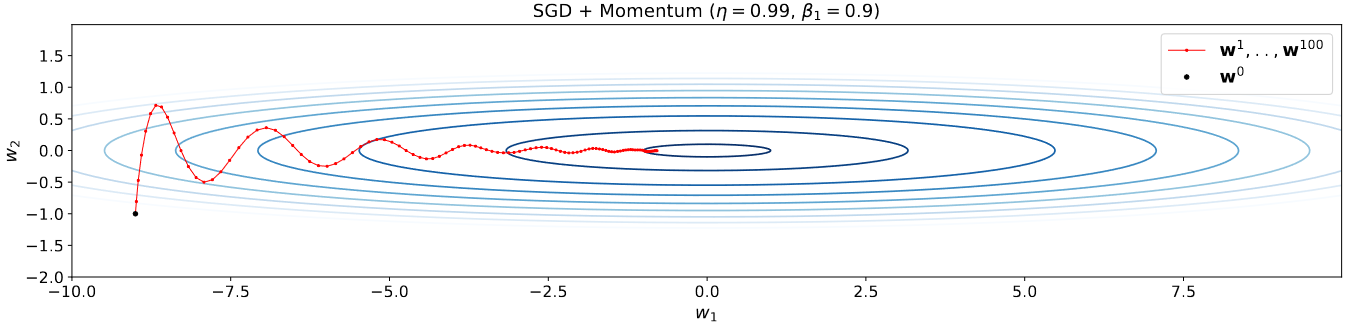 SGD + Momentum (η = 0.99, β₁ = 0.9)
w₂
1.5
1.0
0.5
0.0
−0.5
−1.0
−1.5
−2.0
w¹, . . , w¹⁰⁰
w⁰
−10.0 −7.5 −5.0 −2.5 0.0 2.5 5.0 7.5
w₁